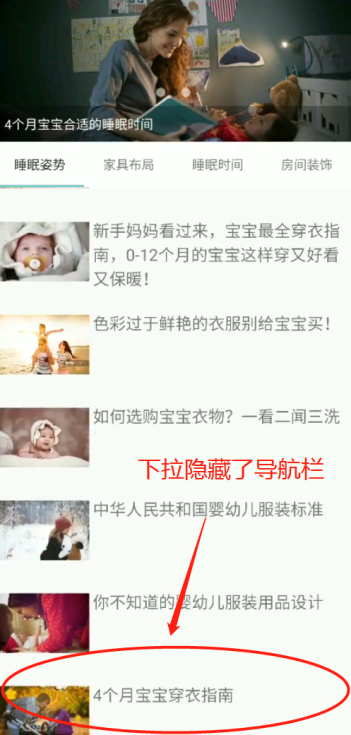 4个月宝宝合适的睡眠时间
睡眠姿势 家具布局 睡眠时间 房间装饰
新手妈妈看过来，宝宝最全穿衣指
南，0-12个月的宝宝这样穿又好看
又保暖！
色彩过于鲜艳的衣服别给宝宝买！
如何选购宝宝衣物？一看二闻三洗
下拉隐藏了导航栏
中华人民共和国婴幼儿服装标准
你不知道的婴幼儿服装用品设计
4个月宝宝穿衣指南